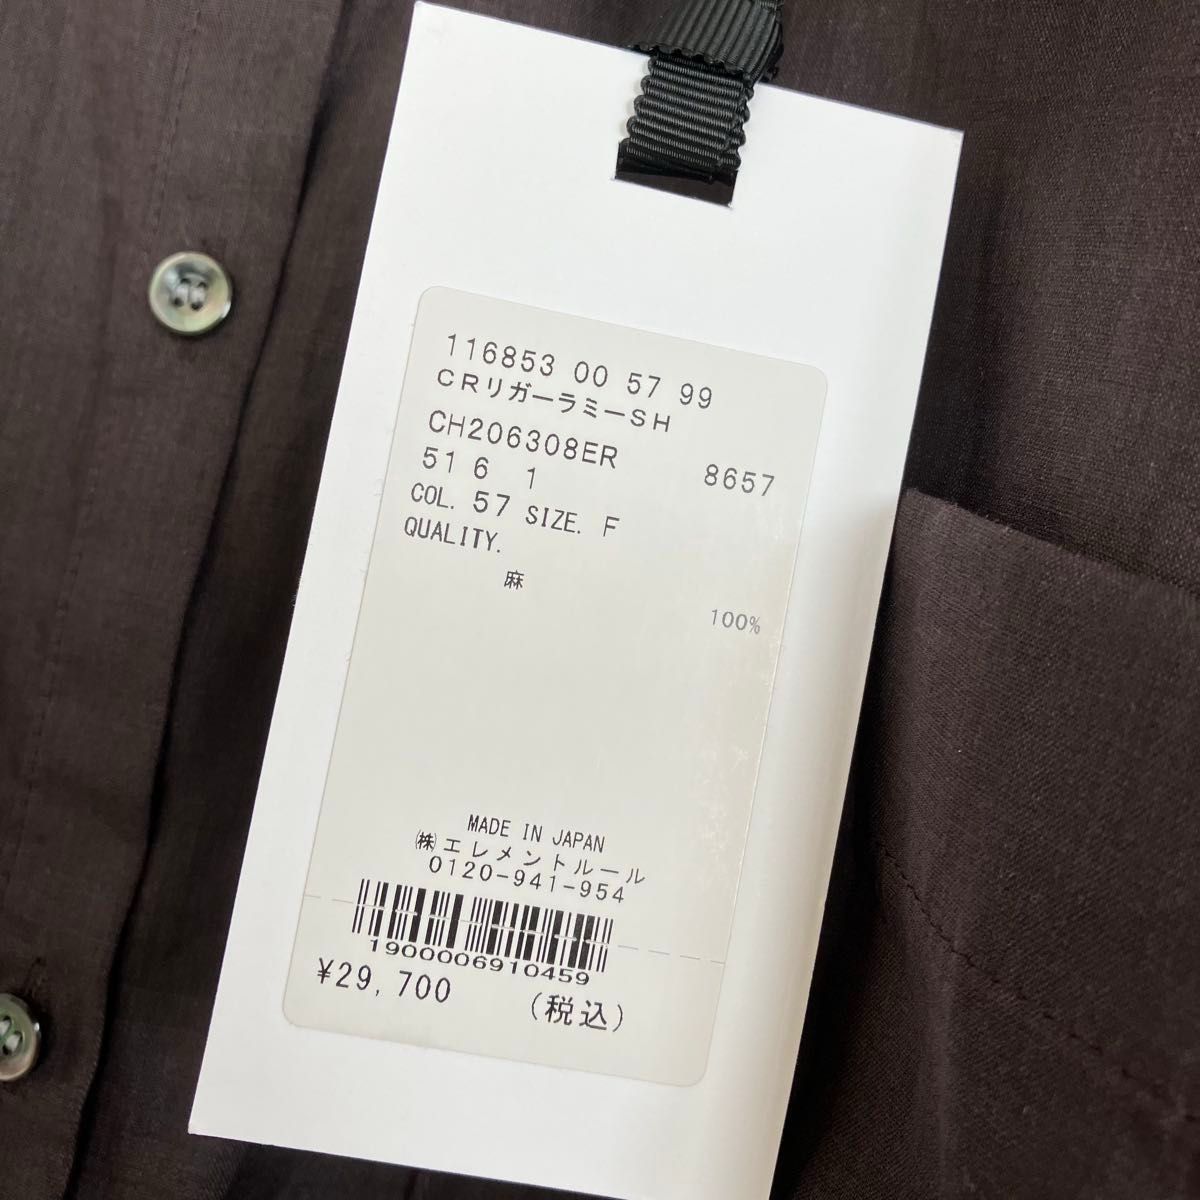 116853 00 57 99
CRリガーラミーSH
CH206308ER 8657
51 6 1
COL. 57 SIZE. F
QUALITY.
麻 100%
MADE IN JAPAN
㈱エレメントルール
0120-941-954
1900006910459
¥29,700 (税込)